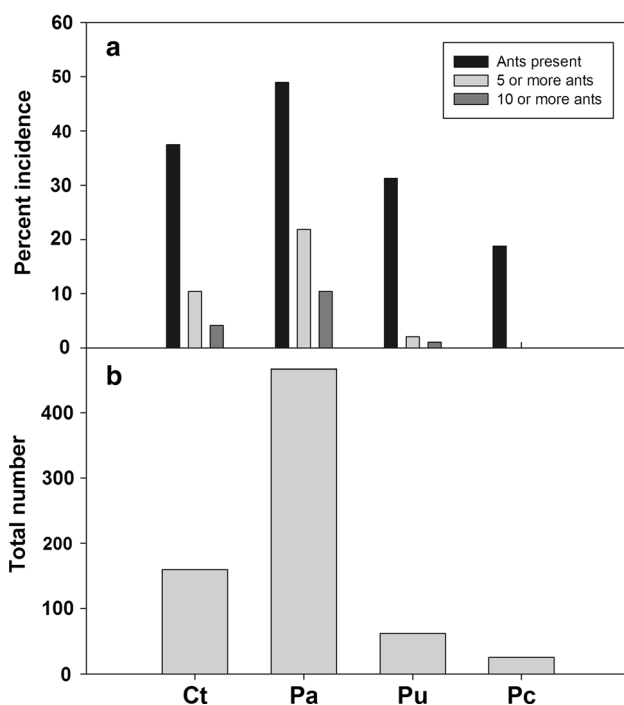 a
Ants present
5 or more ants
10 or more ants
Percent incidence
60
50
40
30
20
10
0
b
Total number
400
300
200
100
0
Ct Pa Pu Pc